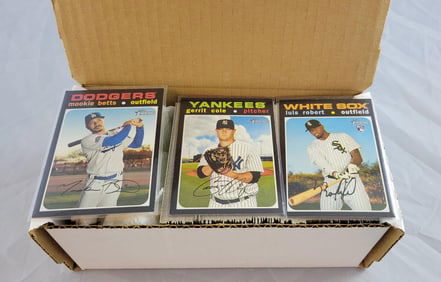 DODGERS
mookie betts • outfield
YANKEES
gerrit cole • pitcher
WHITE SOX
luis robert • outfield